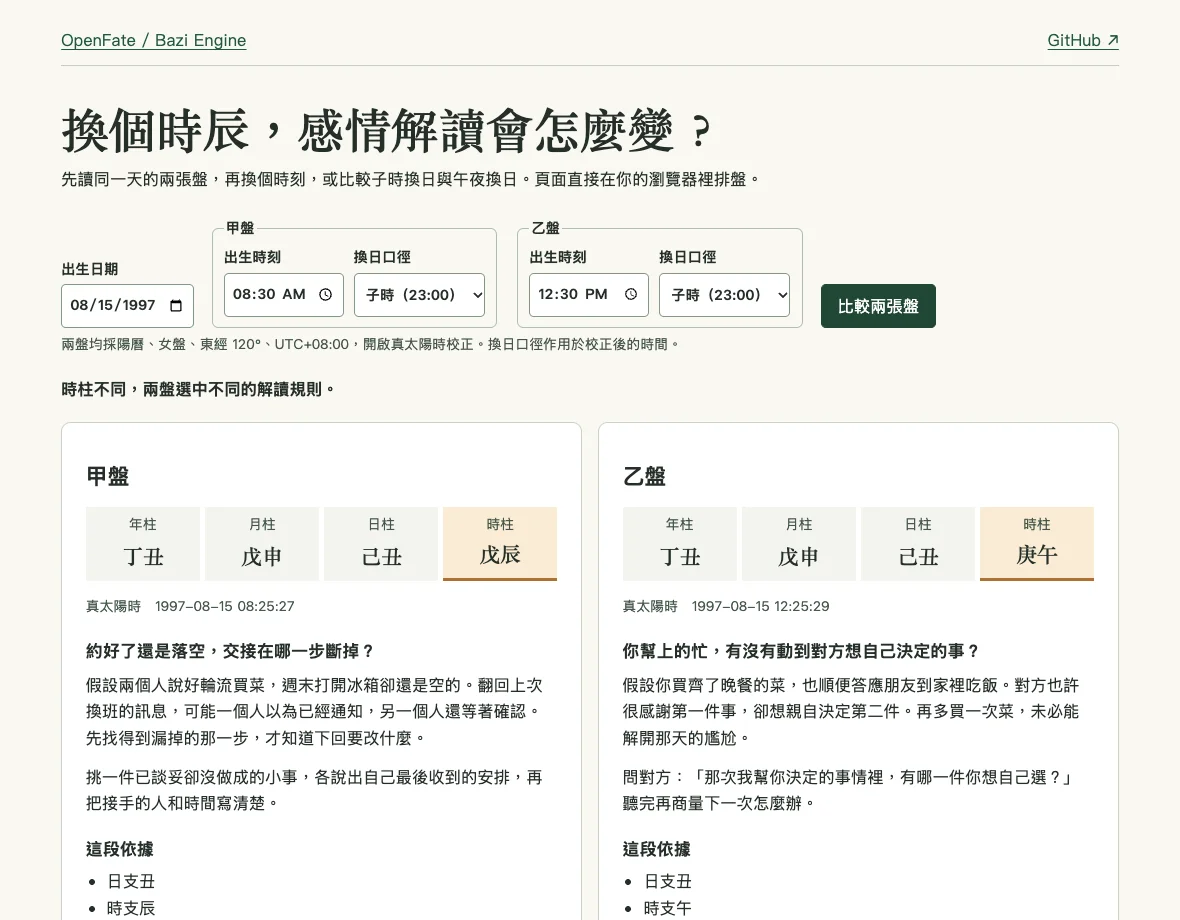 OpenFate / Bazi Engine
GitHub ↗
換個時辰，感情解讀會怎麼變？
先讀同一天的兩張盤，再換個時刻，或比較子時換日與午夜換日。頁面直接在你的瀏覽器裡排盤。
出生日期
08/15/1997
甲盤
出生時刻
換日口徑
08:30 AM
子時（23:00）
乙盤
出生時刻
換日口徑
12:30 PM
子時（23:00）
比較兩張盤
兩盤均採陽曆、女盤、東經 120°、UTC+08:00，開啟真太陽時校正。換日口徑作用於校正後的時間。
時柱不同，兩盤選中不同的解讀規則。
甲盤
年柱
丁丑
月柱
戊申
日柱
己丑
時柱
戊辰
真太陽時 1997–08–15 08:25:27
約好了還是落空，交接在哪一步斷掉？
假設兩個人說好輪流買菜，週末打開冰箱卻還是空的。翻回上次
換班的訊息，可能一個人以為已經通知，另一個人還等著確認。
先找得到漏掉的那一步，才知道下回要改什麼。
挑一件已談妥卻沒做成的小事，各說出自己最後收到的安排，再
把接手的人和時間寫清楚。
這段依據
日支丑
時支辰
乙盤
年柱
丁丑
月柱
戊申
日柱
己丑
時柱
庚午
真太陽時 1997–08–15 12:25:29
你幫上的忙，有沒有動到對方想自己決定的事？
假設你買齊了晚餐的菜，也順便答應朋友到家裡吃飯。對方也許
很感謝第一件事，卻想親自決定第二件。再多買一次菜，未必能
解開那天的尷尬。
問對方：「那次我幫你決定的事情裡，有哪一件你想自己選？」
聽完再商量下一次怎麼辦。
這段依據
日支丑
時支午